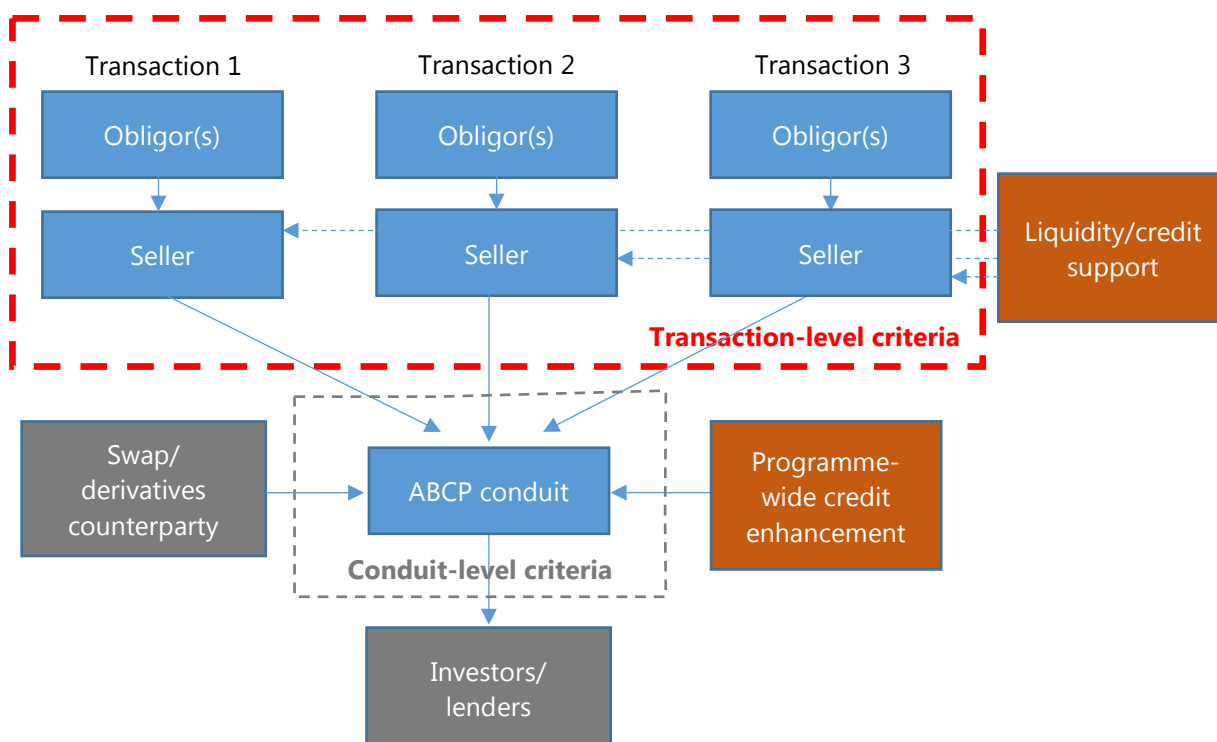 Transaction 1
Transaction 2
Transaction 3
Obligor(s)
Obligor(s)
Obligor(s)
Seller
Seller
Seller
Liquidity/credit
support
Transaction-level criteria
Swap/
derivatives
counterparty
ABCP conduit
Programme-
wide credit
enhancement
Conduit-level criteria
Investors/
lenders